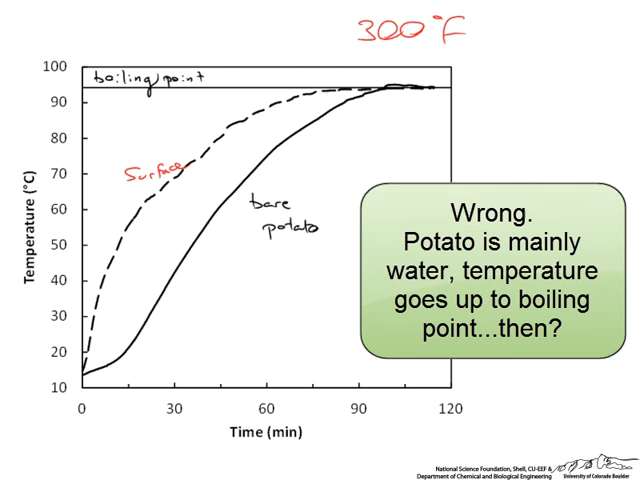 300°F
100
90
80
70
60
50
40
30
20
10
boiling point
Surface
bare
potato
Temperature (°C)
0
30
60
90
120
Time (min)
Wrong.
Potato is mainly
water, temperature
goes up to boiling
point...then?
National Science Foundation, Shell, CU-EEF &
Department of Chemical and Biological Engineering
University of Colorado Boulder